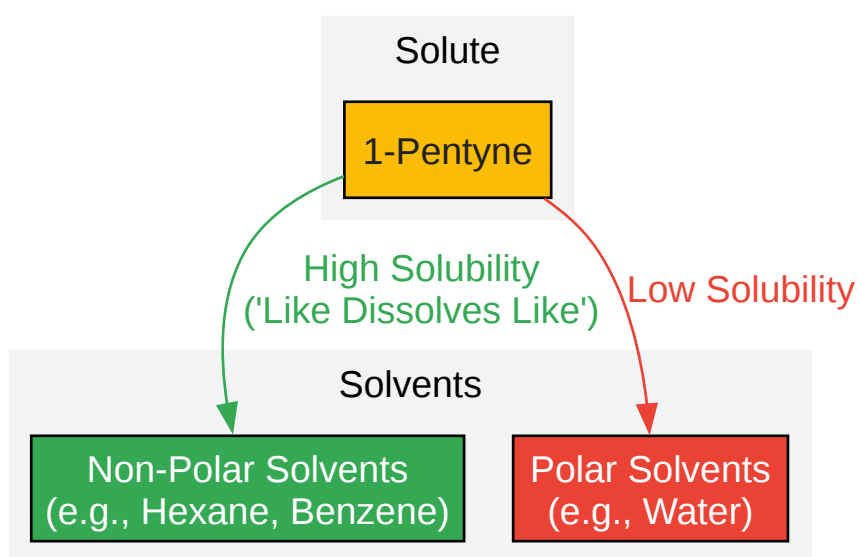 Solute
1-Pentyne
High Solubility
('Like Dissolves Like')
Low Solubility
Solvents
Non-Polar Solvents
(e.g., Hexane, Benzene)
Polar Solvents
(e.g., Water)